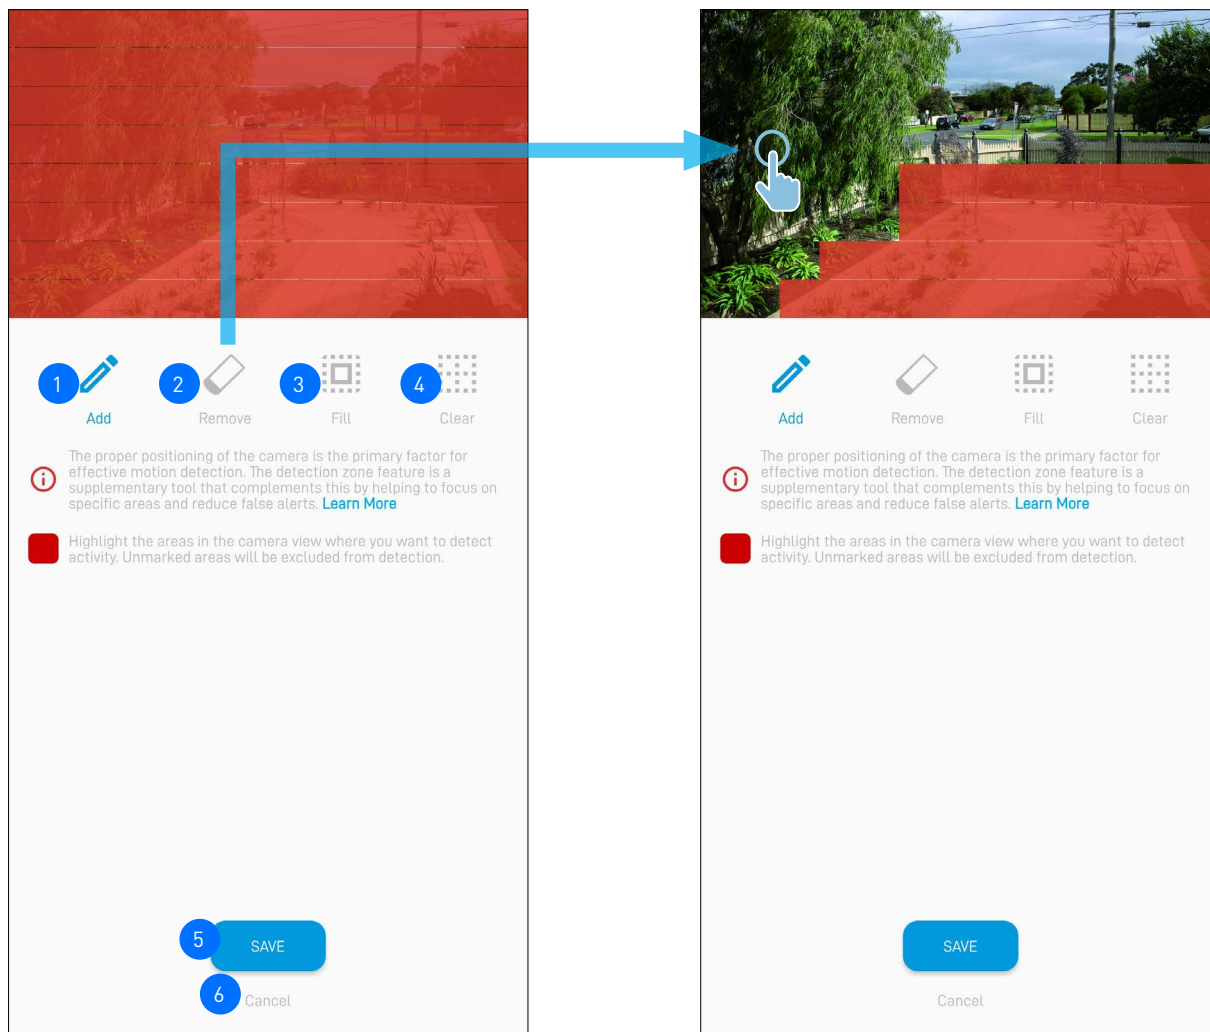 1
Add
2
Remove
3
Fill
4
Clear
The proper positioning of the camera is the primary factor for
effective motion detection. The detection zone feature is a
supplementary tool that complements this by helping to focus on
specific areas and reduce false alerts. Learn More
Highlight the areas in the camera view where you want to detect
activity. Unmarked areas will be excluded from detection.
5
SAVE
6
Cancel
Add
Remove
Fill
Clear
The proper positioning of the camera is the primary factor for
effective motion detection. The detection zone feature is a
supplementary tool that complements this by helping to focus on
specific areas and reduce false alerts. Learn More
Highlight the areas in the camera view where you want to detect
activity. Unmarked areas will be excluded from detection.
SAVE
Cancel